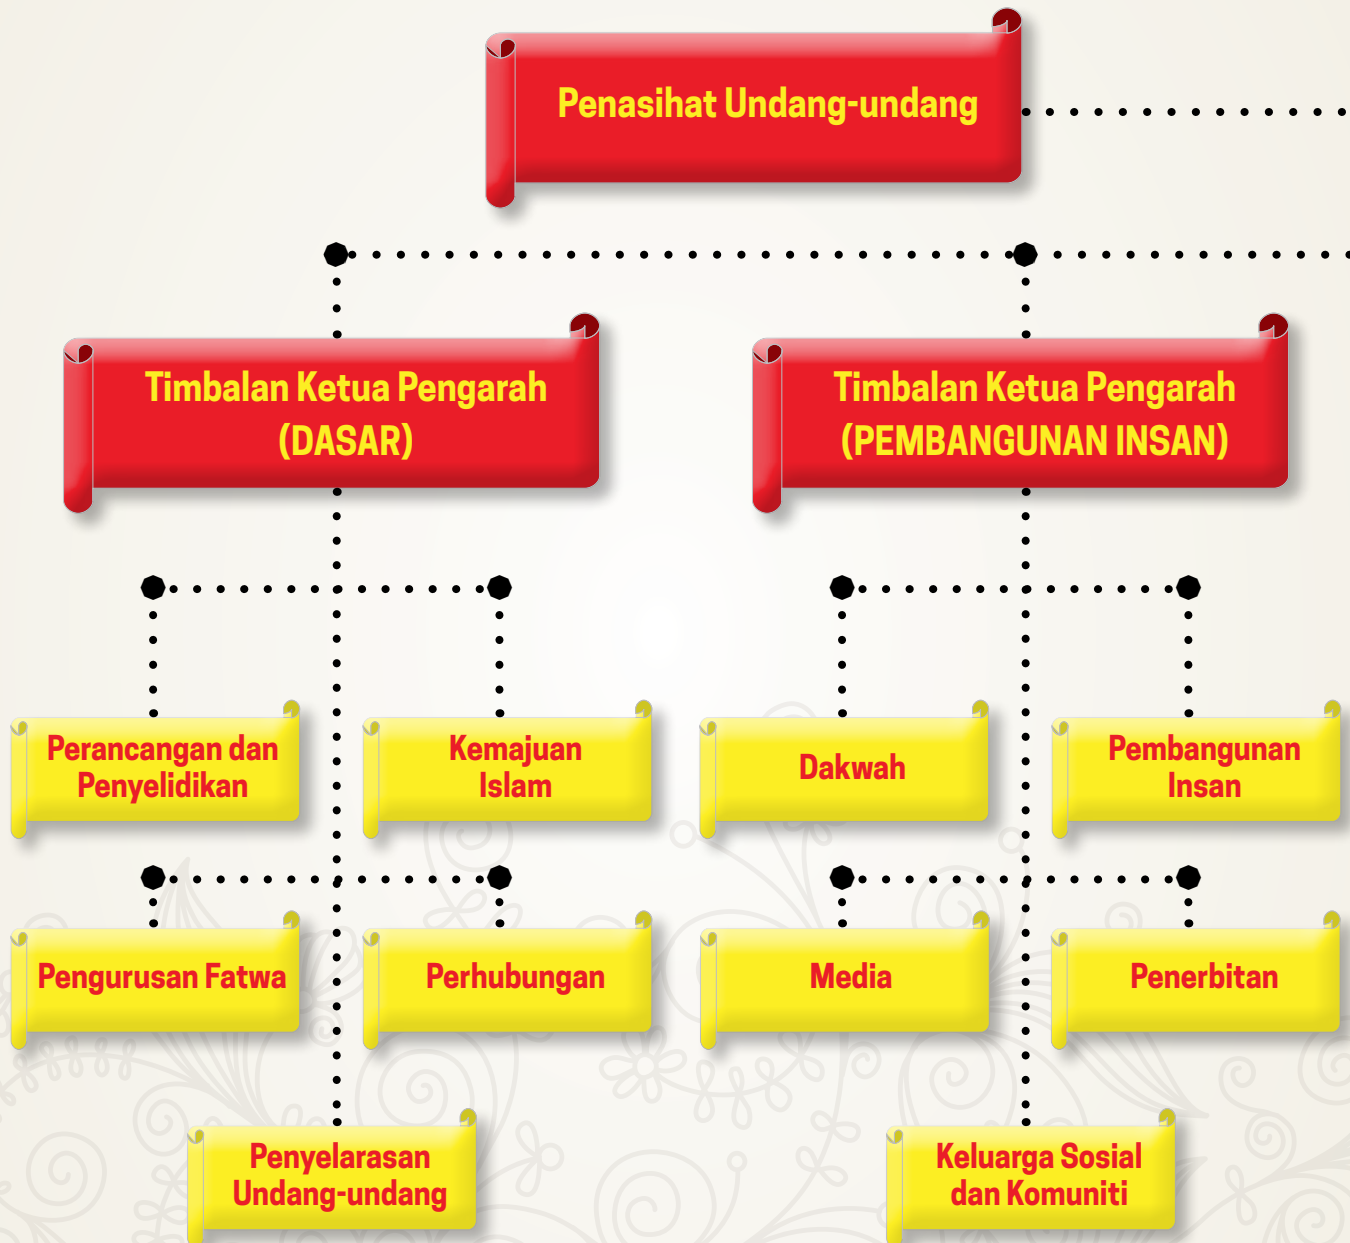 Penasihat Undang-undang
Timbalan Ketua Pengarah
(DASAR)
Timbalan Ketua Pengarah
(PEMBANGUNAN INSAN)
Perancangan dan
Penyelidikan
Kemajuan
Islam
Dakwah
Pembangunan
Insan
Pengurusan Fatwa
Perhubungan
Media
Penerbitan
Penyelarasan
Undang-undang
Keluarga Sosial
dan Komuniti